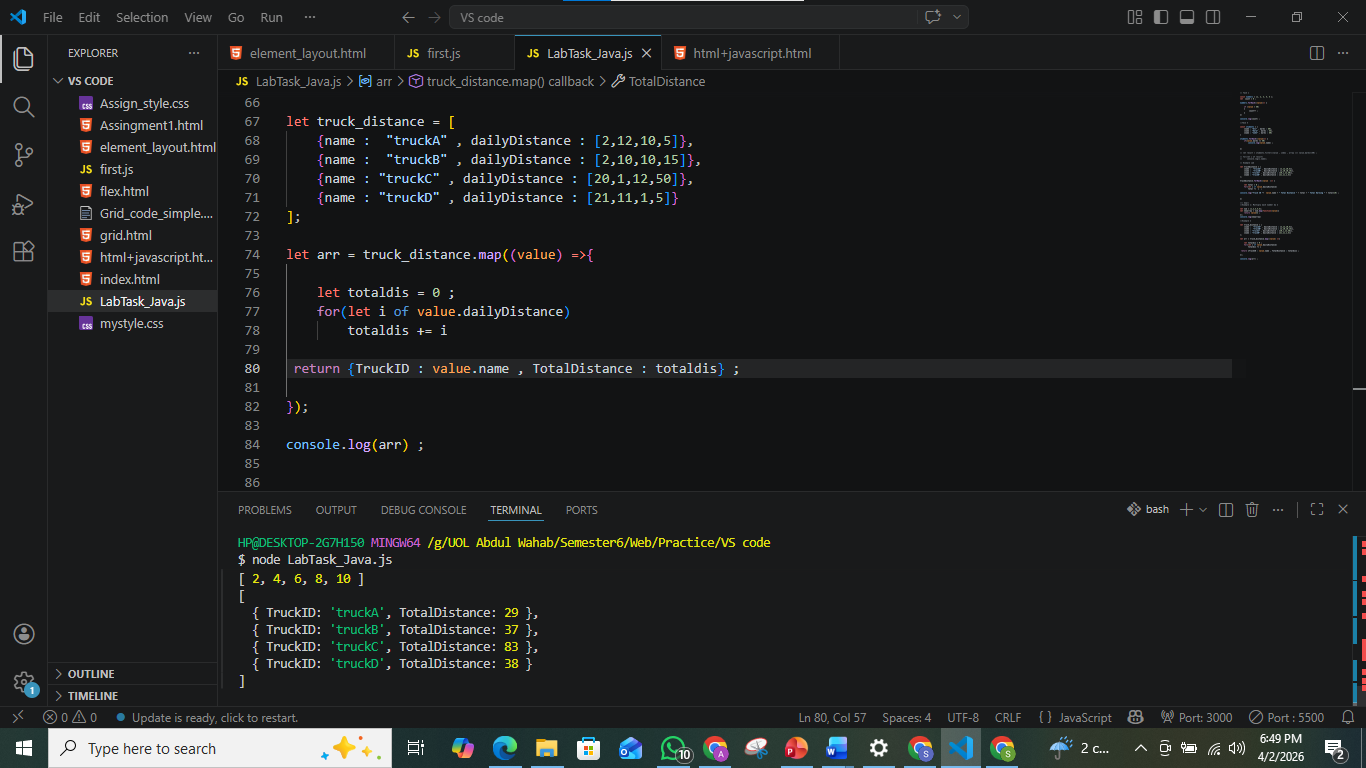 File Edit Selection View Go Run ··· VS code
EXPLORER ···
element_layout.html JS first.js JS LabTask_Java.js html+javascript.html ···
VS CODE
Assign_style.css
Assingment1.html
element_layout.html
JS first.js
flex.html
Grid_code_simple....
grid.html
html+javascript.ht...
index.html
JS LabTask_Java.js
mystyle.css
OUTLINE
TIMELINE
JS LabTask_Java.js > arr > truck_distance.map() callback > TotalDistance
66
67 let truck_distance = [
68 {name :  "truckA" , dailyDistance : [2,12,10,5]},
69 {name :  "truckB" , dailyDistance : [2,10,10,15]},
70 {name : "truckC" , dailyDistance : [20,1,12,50]},
71 {name : "truckD" , dailyDistance : [21,11,1,5]}
72 ];
73
74 let arr = truck_distance.map((value) =>{
75
76 let totaldis = 0 ;
77 for(let i of value.dailyDistance)
78 totaldis += i
79
80 return {TruckID : value.name , TotalDistance : totaldis} ;
81
82 });
83
84 console.log(arr) ;
85
86
PROBLEMS OUTPUT DEBUG CONSOLE TERMINAL PORTS bash ···
HP@DESKTOP-2G7H150 MINGW64 /g/UOL Abdul Wahab/Semester6/Web/Practice/VS code
$ node LabTask_Java.js
[ 2, 4, 6, 8, 10 ]
[
{ TruckID: 'truckA', TotalDistance: 29 },
{ TruckID: 'truckB', TotalDistance: 37 },
{ TruckID: 'truckC', TotalDistance: 83 },
{ TruckID: 'truckD', TotalDistance: 38 }
]
1
0 0 Update is ready, click to restart. Ln 80, Col 57 Spaces: 4 UTF-8 CRLF { } JavaScript Port: 3000 Port : 5500
Type here to search 10 A P W S S 2 c... 6:49 PM
4/2/2026 2